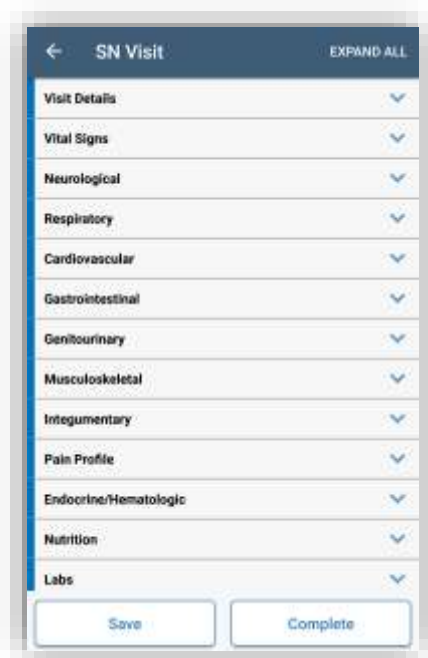 SN Visit EXPAND ALL
Visit Details
Vital Signs
Neurological
Respiratory
Cardiovascular
Gastrointestinal
Genitourinary
Musculoskeletal
Integumentary
Pain Profile
Endocrine/Hematologic
Nutrition
Labs
Save Complete